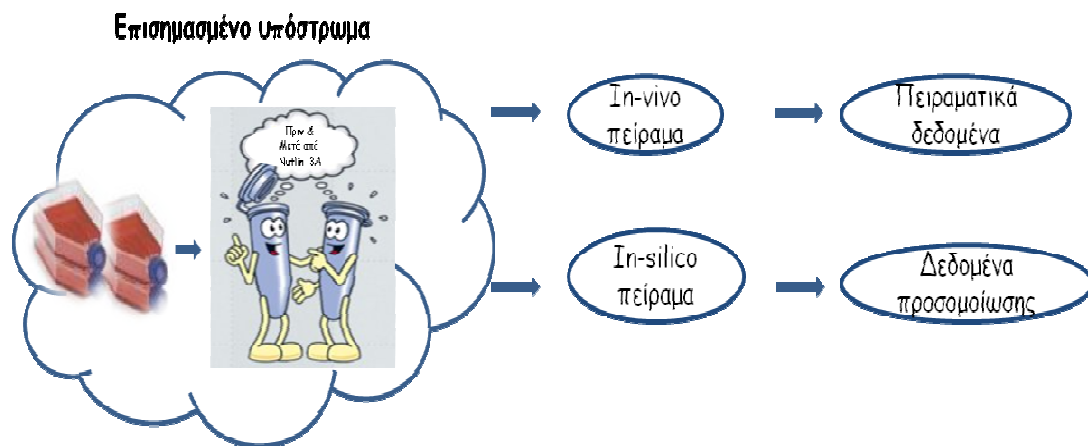 Επισημασμένο υπόστρωμα
Πριν &
Μετά από
Nutlin 3A
In-vivo
πείραμα
Πειραματικά
δεδομένα
In-silico
πείραμα
Δεδομένα
προσομοίωσης